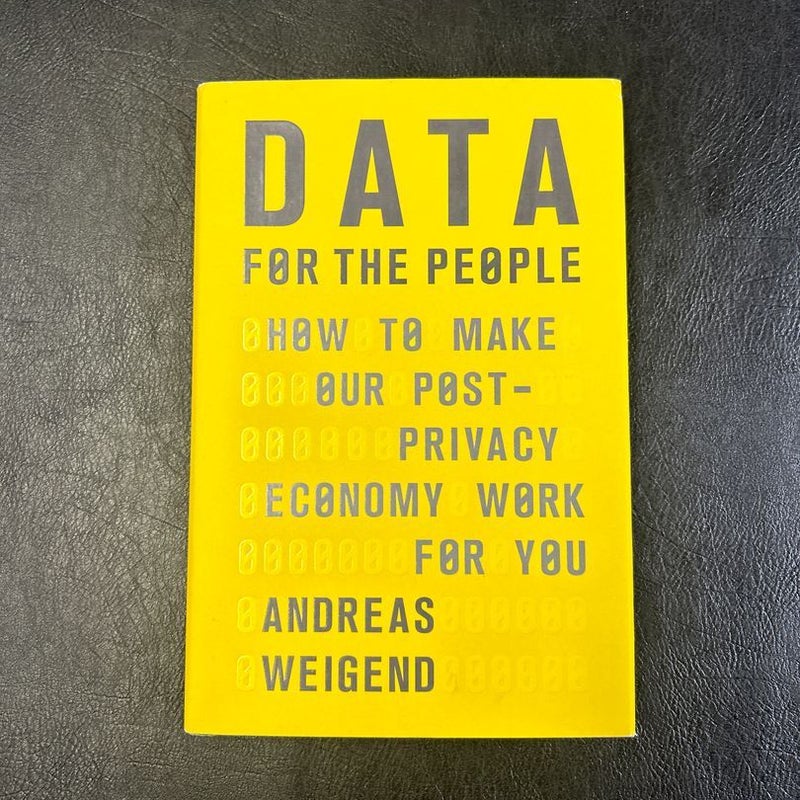 DATA
FOR THE PEOPLE
HOW TO MAKE
OUR POST-
PRIVACY
ECONOMY WORK
FOR YOU
ANDREAS
WEIGEND